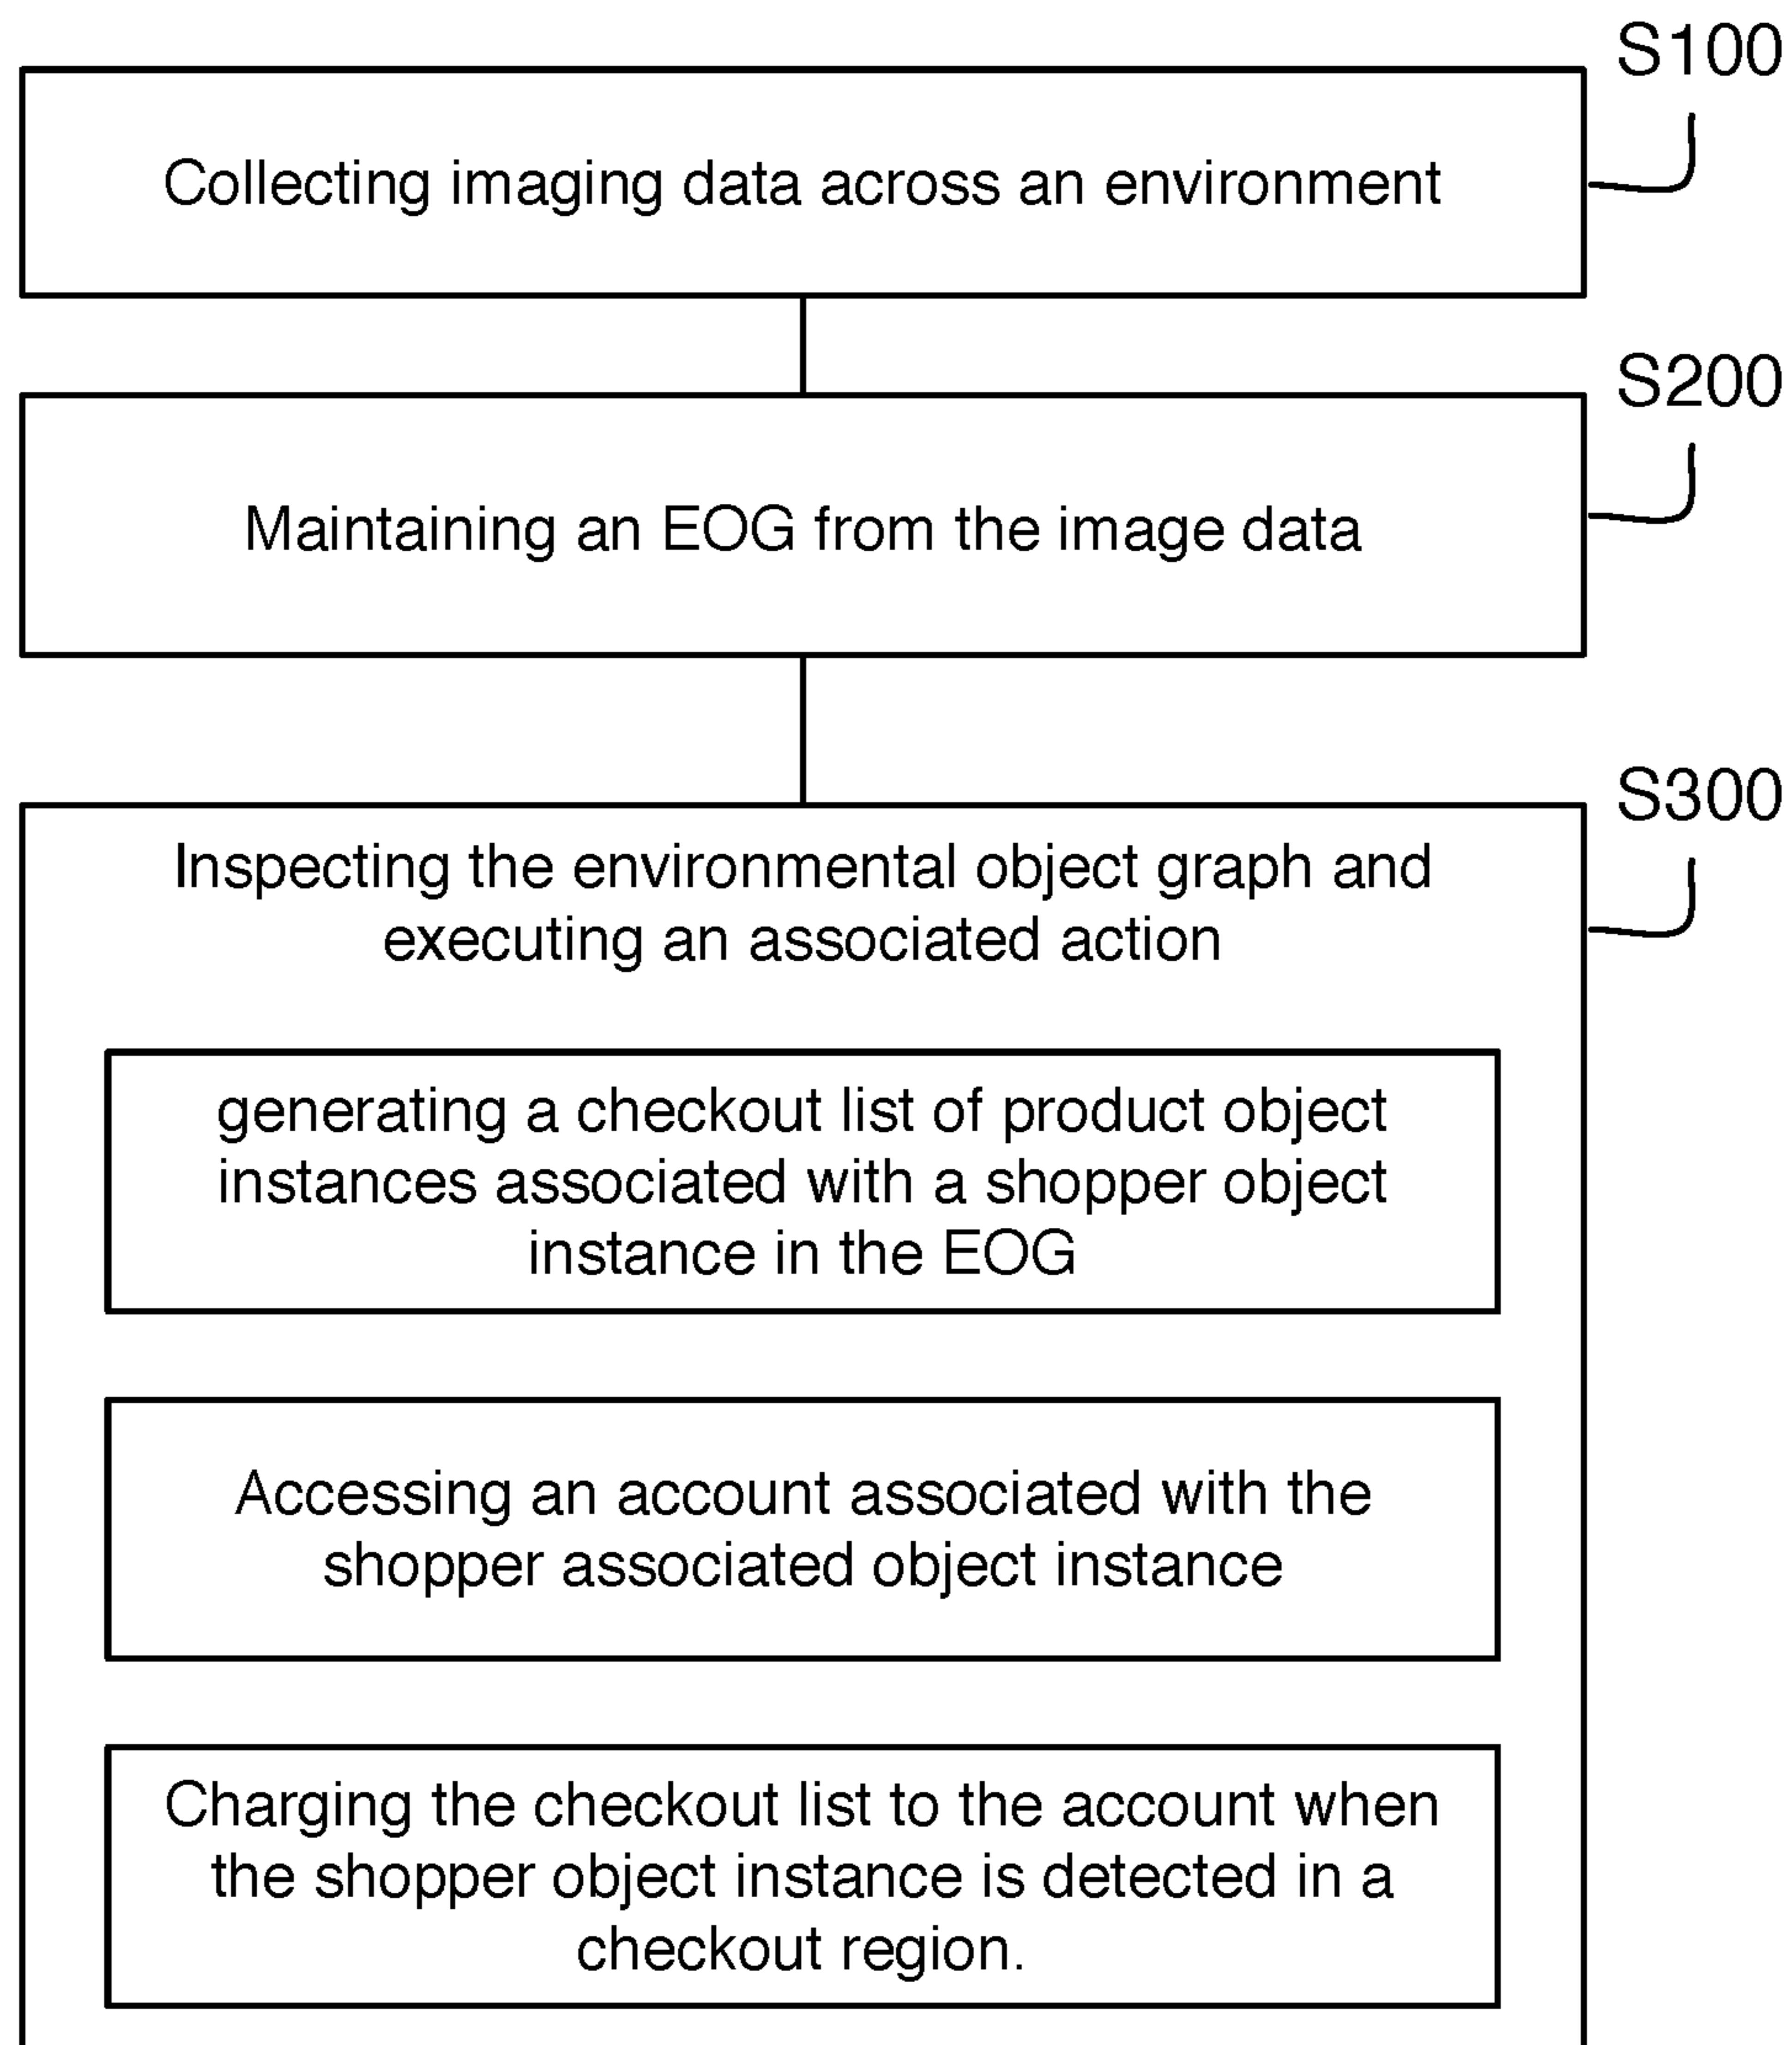 S100
Collecting imaging data across an environment
S200
Maintaining an EOG from the image data
S300
Inspecting the environmental object graph and
executing an associated action
generating a checkout list of product object
instances associated with a shopper object
instance in the EOG
Accessing an account associated with the
shopper associated object instance
Charging the checkout list to the account when
the shopper object instance is detected in a
checkout region.